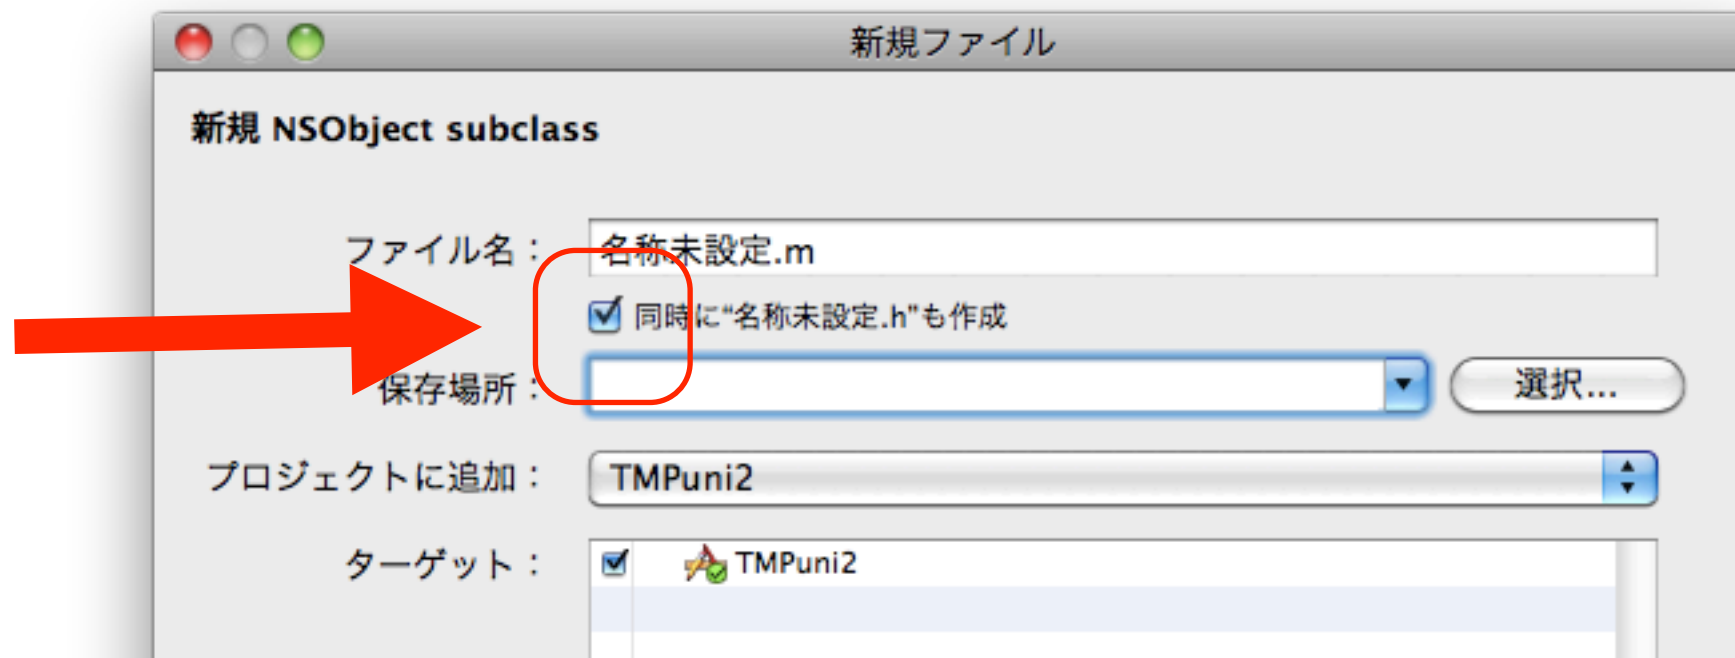 新規ファイル
新規 NSObject subclass
ファイル名：
名称未設定.m
同時に“名称未設定.h”も作成
保存場所：
選択...
プロジェクトに追加：
TMPuni2
ターゲット：
TMPuni2